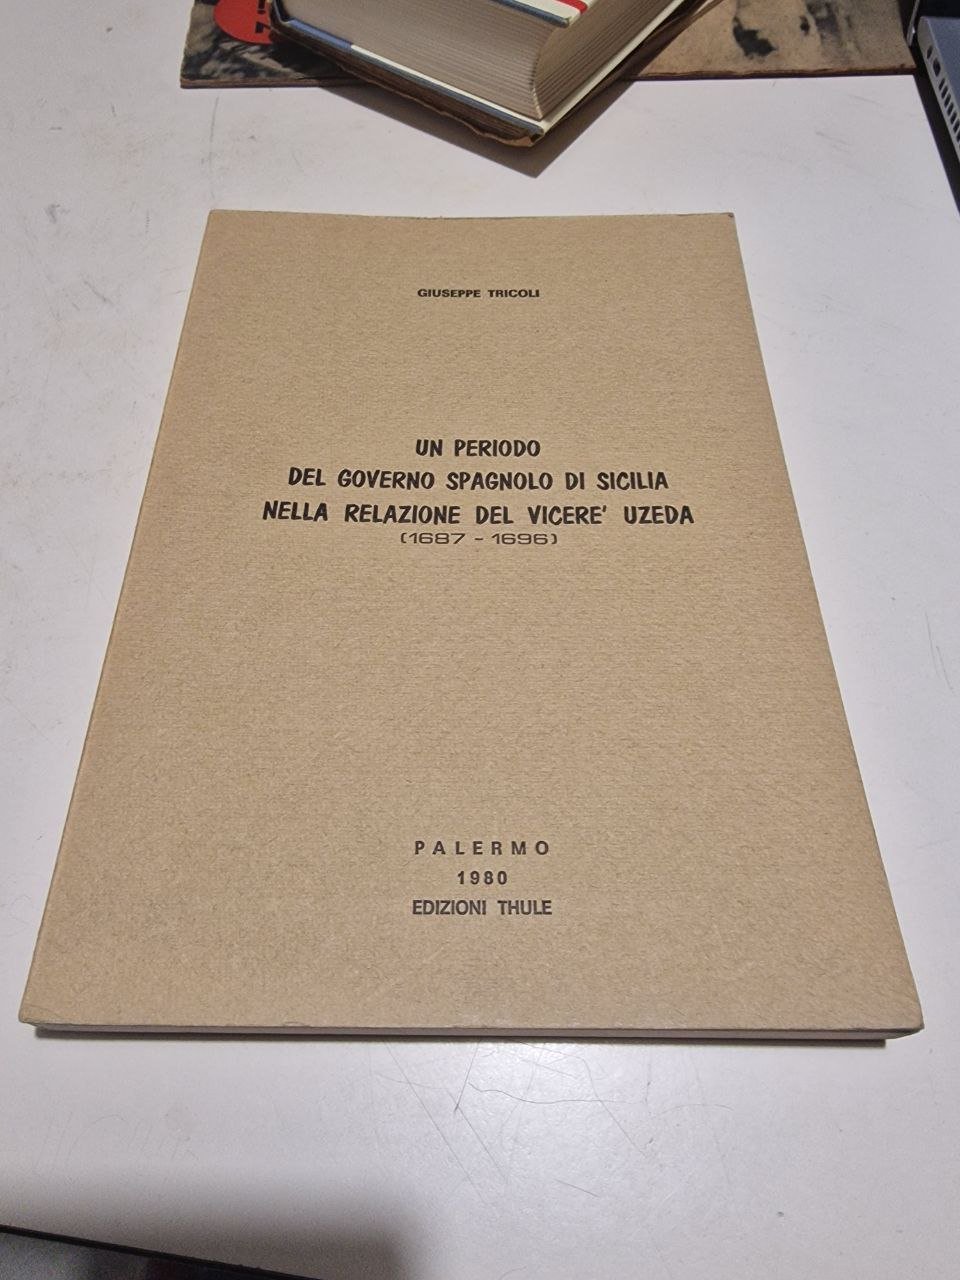 GIUSEPPE TRICOLI
UN PERIODO
DEL GOVERNO SPAGNOLO DI SICILIA
NELLA RELAZIONE DEL VICERE' UZEDA
(1687 - 1696)
PALERMO
1980
EDIZIONI THULE